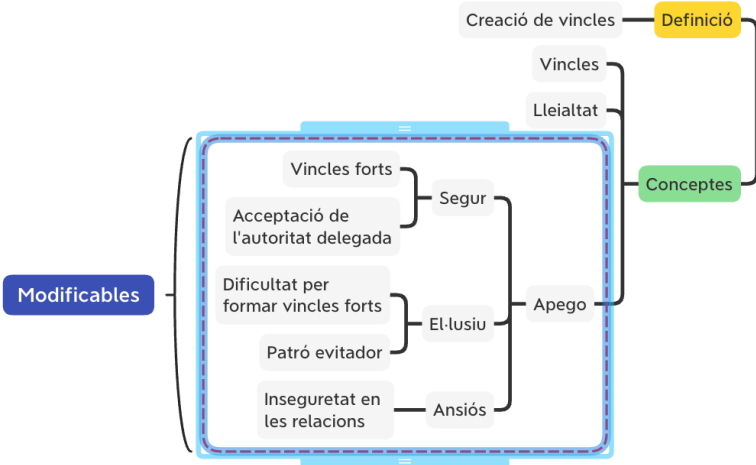 Creació de vincles
Definició
Vincles
Lleialtat
Conceptes
Vincles forts
Segur
Acceptació de
l'autoritat delegada
Dificultat per
formar vincles forts
El·lusiu
Patró evitador
Apego
Inseguretat en
les relacions
Ansiós
Modificables